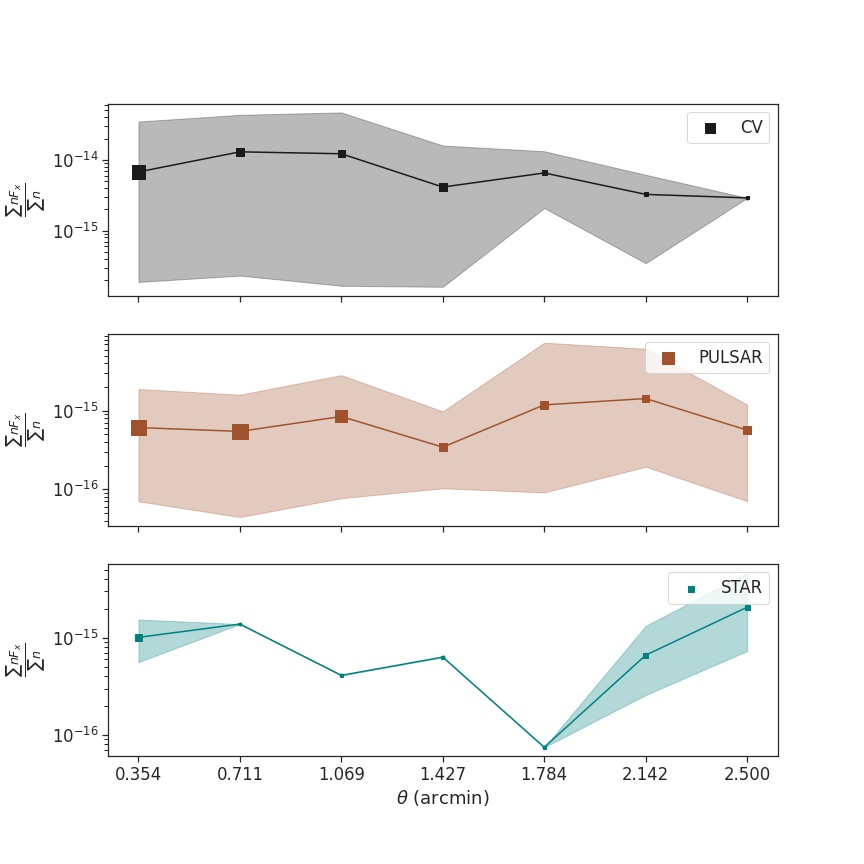 CV
10⁻¹⁴
10⁻¹⁵
∑nFₓ
∑n
PULSAR
10⁻¹⁵
10⁻¹⁶
∑nFₓ
∑n
STAR
10⁻¹⁵
10⁻¹⁶
∑nFₓ
∑n
0.354 0.711 1.069 1.427 1.784 2.142 2.500
θ (arcmin)